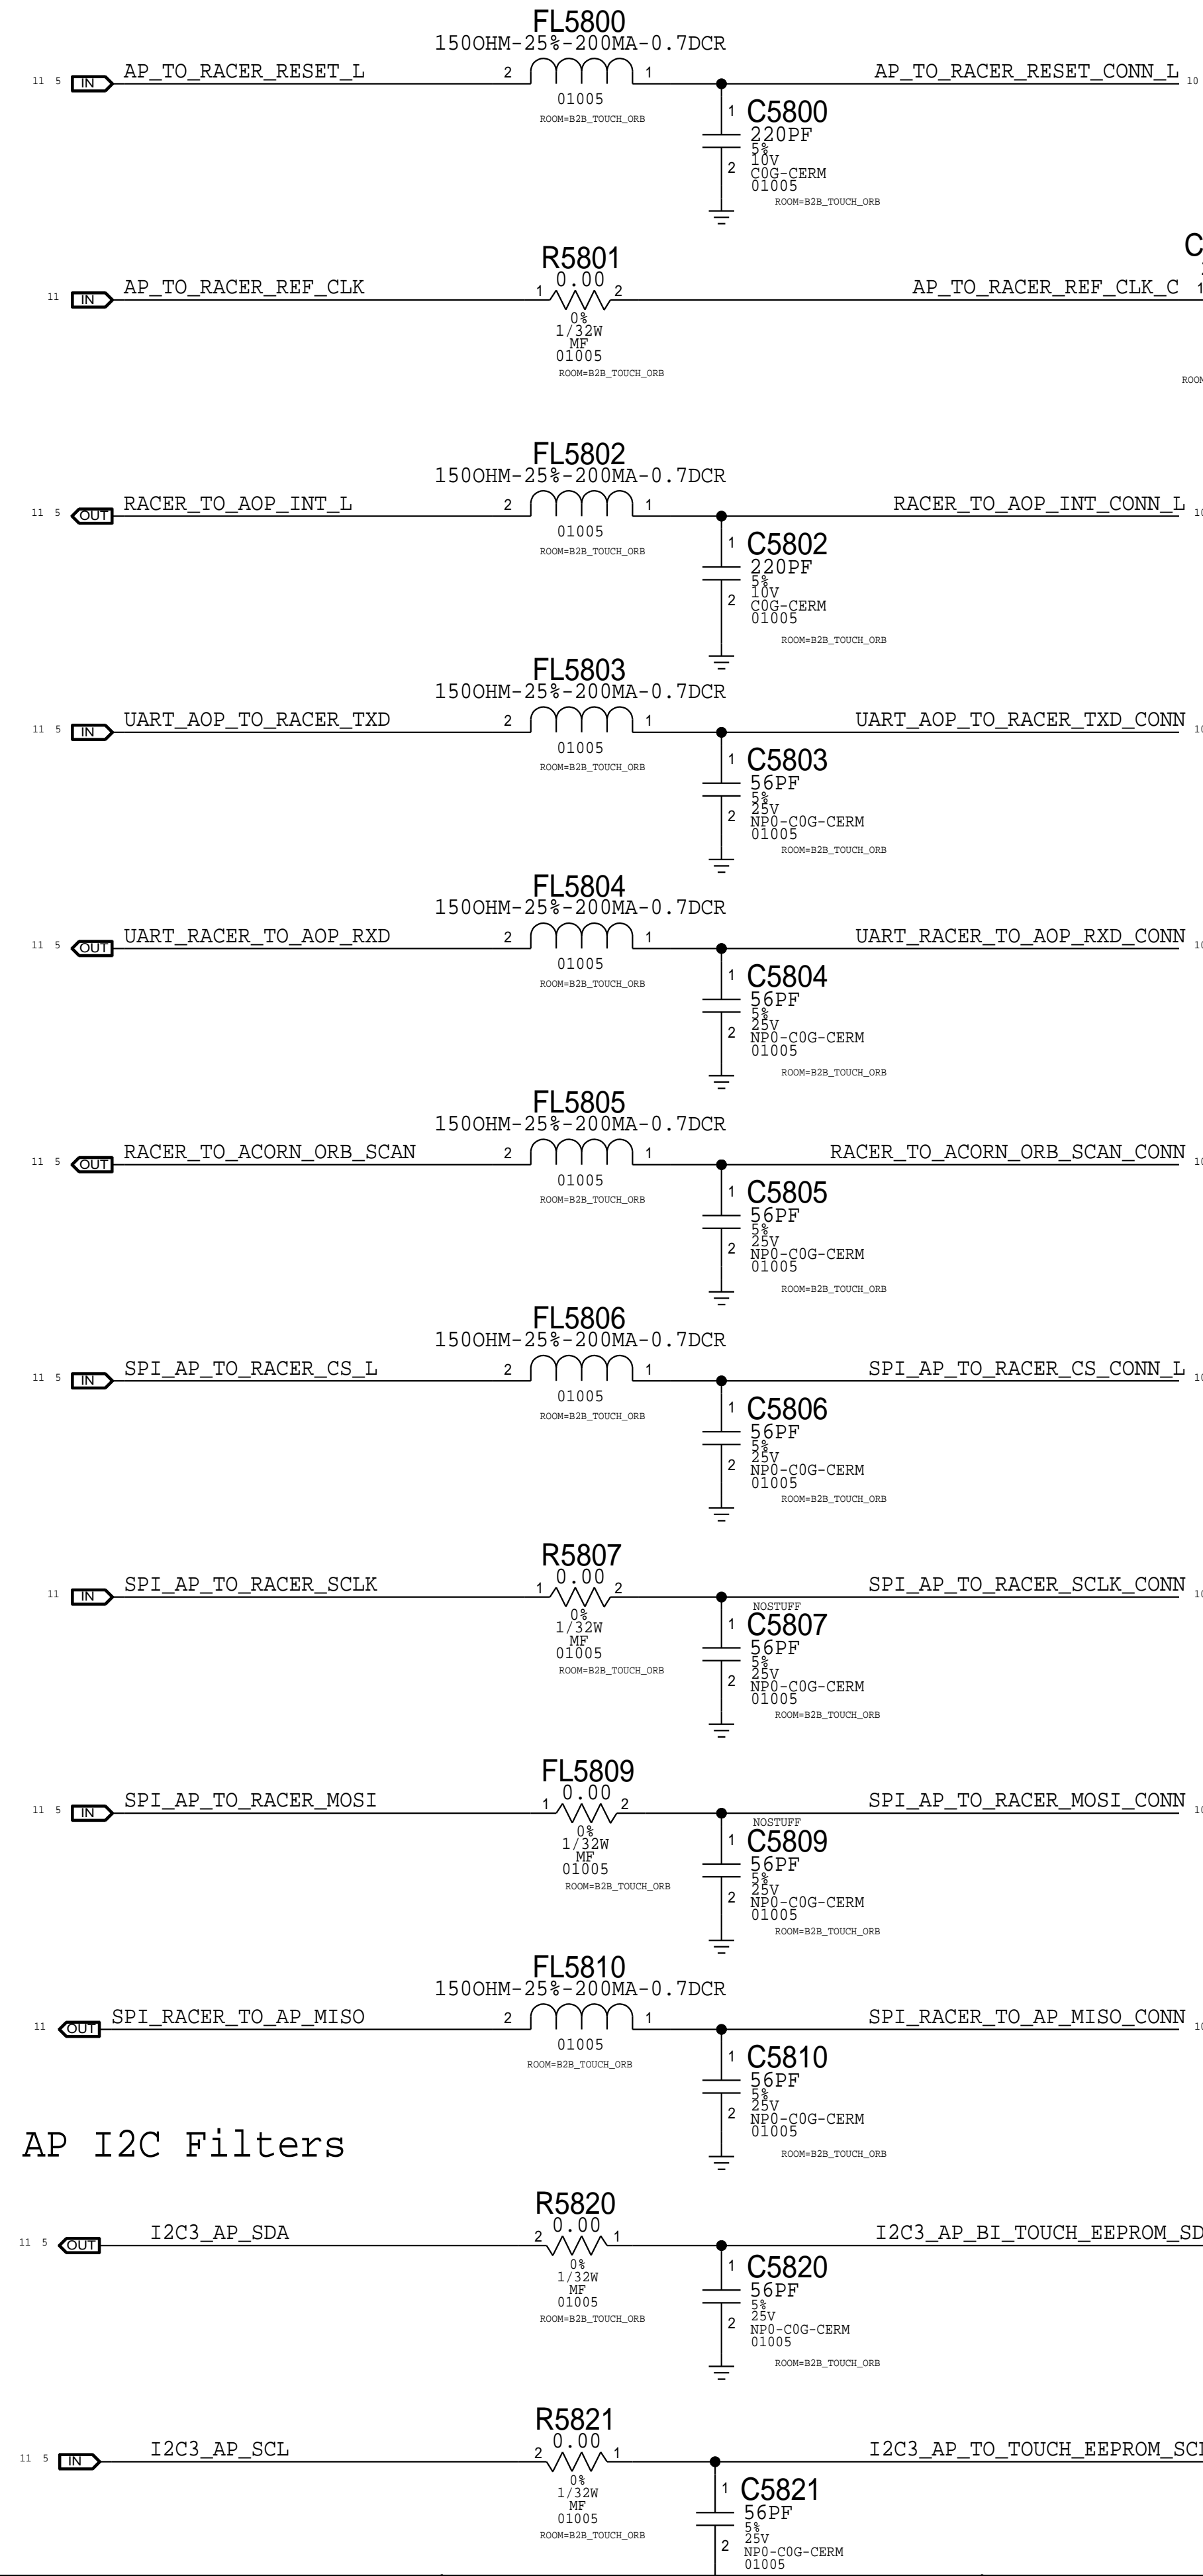 FL5800
150OHM-25%-200MA-0.7DCR
11 5 IN AP_TO_RACER_RESET_L 2 1 AP_TO_RACER_RESET_CONN_L 10
01005
ROOM=B2B_TOUCH_ORB
1 C5800
220PF
5%
10V
2 C0G-CERM
01005
ROOM=B2B_TOUCH_ORB
R5801
0.00
11 IN AP_TO_RACER_REF_CLK 1 2 AP_TO_RACER_REF_CLK_C 1
0%
1/32W
MF
01005
ROOM=B2B_TOUCH_ORB
FL5802
150OHM-25%-200MA-0.7DCR
11 5 OUT RACER_TO_AOP_INT_L 2 1 RACER_TO_AOP_INT_CONN_L
01005
ROOM=B2B_TOUCH_ORB
1 C5802
220PF
5%
10V
2 C0G-CERM
01005
ROOM=B2B_TOUCH_ORB
FL5803
150OHM-25%-200MA-0.7DCR
11 5 IN UART_AOP_TO_RACER_TXD 2 1 UART_AOP_TO_RACER_TXD_CONN
01005
ROOM=B2B_TOUCH_ORB
1 C5803
56PF
5%
25V
2 NP0-C0G-CERM
01005
ROOM=B2B_TOUCH_ORB
FL5804
150OHM-25%-200MA-0.7DCR
11 5 OUT UART_RACER_TO_AOP_RXD 2 1 UART_RACER_TO_AOP_RXD_CONN
01005
ROOM=B2B_TOUCH_ORB
1 C5804
56PF
5%
25V
2 NP0-C0G-CERM
01005
ROOM=B2B_TOUCH_ORB
FL5805
150OHM-25%-200MA-0.7DCR
11 5 OUT RACER_TO_ACORN_ORB_SCAN 2 1 RACER_TO_ACORN_ORB_SCAN_CONN
01005
ROOM=B2B_TOUCH_ORB
1 C5805
56PF
5%
25V
2 NP0-C0G-CERM
01005
ROOM=B2B_TOUCH_ORB
FL5806
150OHM-25%-200MA-0.7DCR
11 5 IN SPI_AP_TO_RACER_CS_L 2 1 SPI_AP_TO_RACER_CS_CONN_L
01005
ROOM=B2B_TOUCH_ORB
1 C5806
56PF
5%
25V
2 NP0-C0G-CERM
01005
ROOM=B2B_TOUCH_ORB
R5807
0.00
11 IN SPI_AP_TO_RACER_SCLK 1 2 SPI_AP_TO_RACER_SCLK_CONN
0%
1/32W
MF
01005
ROOM=B2B_TOUCH_ORB
NOSTUFF
1 C5807
56PF
5%
25V
2 NP0-C0G-CERM
01005
ROOM=B2B_TOUCH_ORB
FL5809
0.00
11 5 IN SPI_AP_TO_RACER_MOSI 1 2 SPI_AP_TO_RACER_MOSI_CONN
0%
1/32W
MF
01005
ROOM=B2B_TOUCH_ORB
NOSTUFF
1 C5809
56PF
5%
25V
2 NP0-C0G-CERM
01005
ROOM=B2B_TOUCH_ORB
FL5810
150OHM-25%-200MA-0.7DCR
11 OUT SPI_RACER_TO_AP_MISO 2 1 SPI_RACER_TO_AP_MISO_CONN
01005
ROOM=B2B_TOUCH_ORB
1 C5810
56PF
5%
25V
2 NP0-C0G-CERM
01005
ROOM=B2B_TOUCH_ORB
AP I2C Filters
R5820
0.00
11 5 OUT I2C3_AP_SDA 2 1 I2C3_AP_BI_TOUCH_EEPROM_SD
0%
1/32W
MF
01005
ROOM=B2B_TOUCH_ORB
1 C5820
56PF
5%
25V
2 NP0-C0G-CERM
01005
ROOM=B2B_TOUCH_ORB
R5821
0.00
11 5 IN I2C3_AP_SCL 2 1 I2C3_AP_TO_TOUCH_EEPROM_SCL
0%
1/32W
MF
01005
ROOM=B2B_TOUCH_ORB
1 C5821
56PF
5%
25V
2 NP0-C0G-CERM
01005